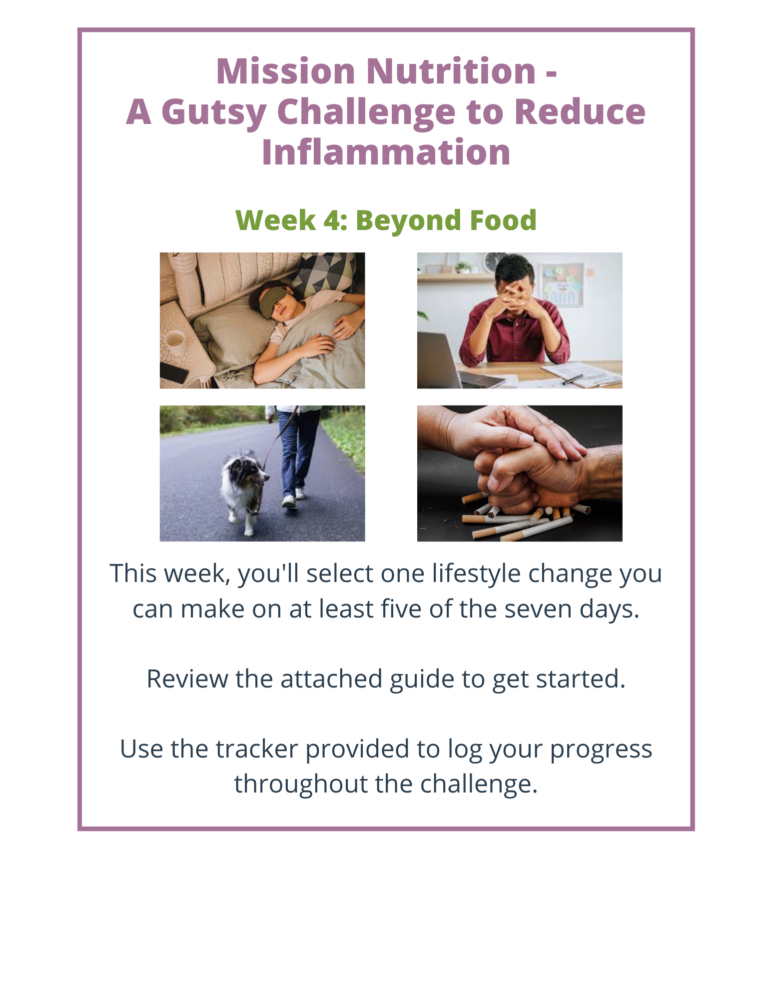 Mission Nutrition -
A Gutsy Challenge to Reduce
Inflammation
Week 4: Beyond Food
This week, you'll select one lifestyle change you
can make on at least five of the seven days.
Review the attached guide to get started.
Use the tracker provided to log your progress
throughout the challenge.